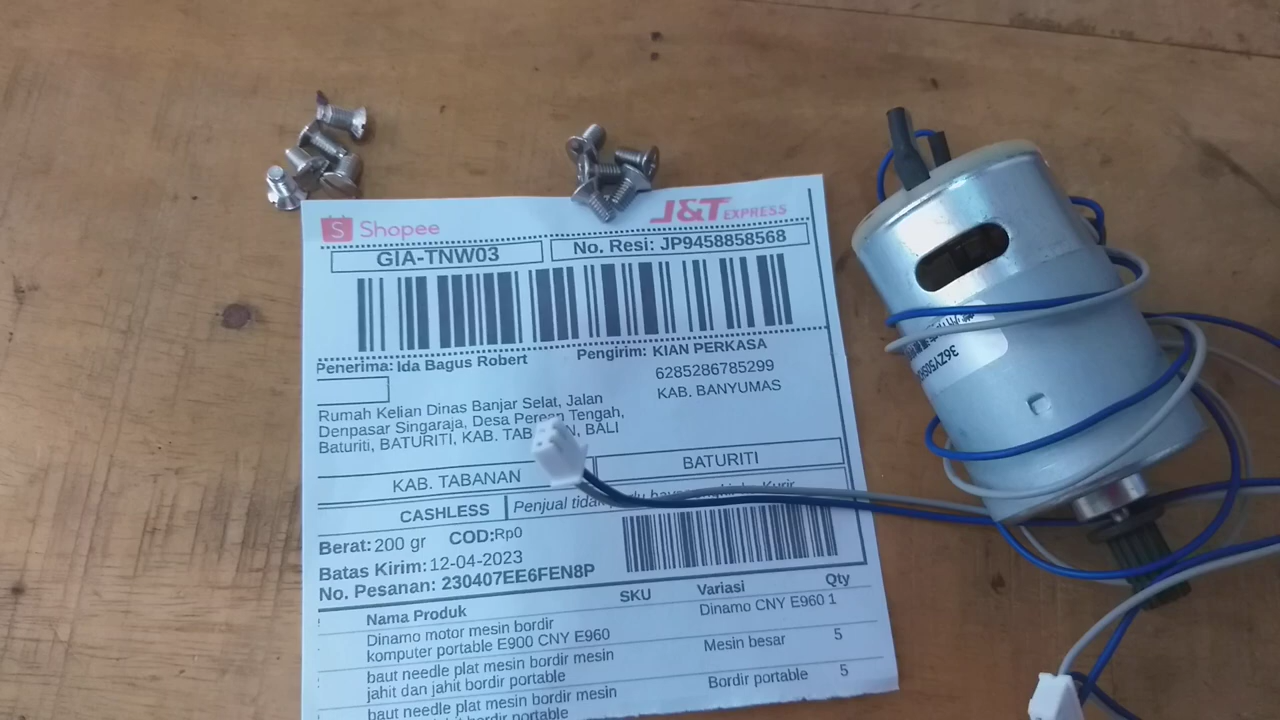 Shopee
J&T EXPRESS
GIA-TNW03
No. Resi: JP9458858568
Penerima: Ida Bagus Robert
Pengirim: KIAN PERKASA
6285286785299
KAB. BANYUMAS
Rumah Kelian Dinas Banjar Selat, Jalan
Denpasar Singaraja, Desa Perean Tengah,
Baturiti, BATURITI, KAB. TABANAN, BALI
KAB. TABANAN
BATURITI
CASHLESS
Penjual tidak
Kurir
Berat: 200 gr COD:Rp0
Batas Kirim: 12-04-2023
No. Pesanan: 230407EE6FEN8P
Nama Produk SKU Variasi Qty
Dinamo motor mesin bordir Dinamo CNY E960 1
komputer portable E900 CNY E960
baut needle plat mesin bordir mesin Mesin besar 5
jahit dan jahit bordir portable
baut needle plat mesin bordir mesin Bordir portable 5
bordir portable